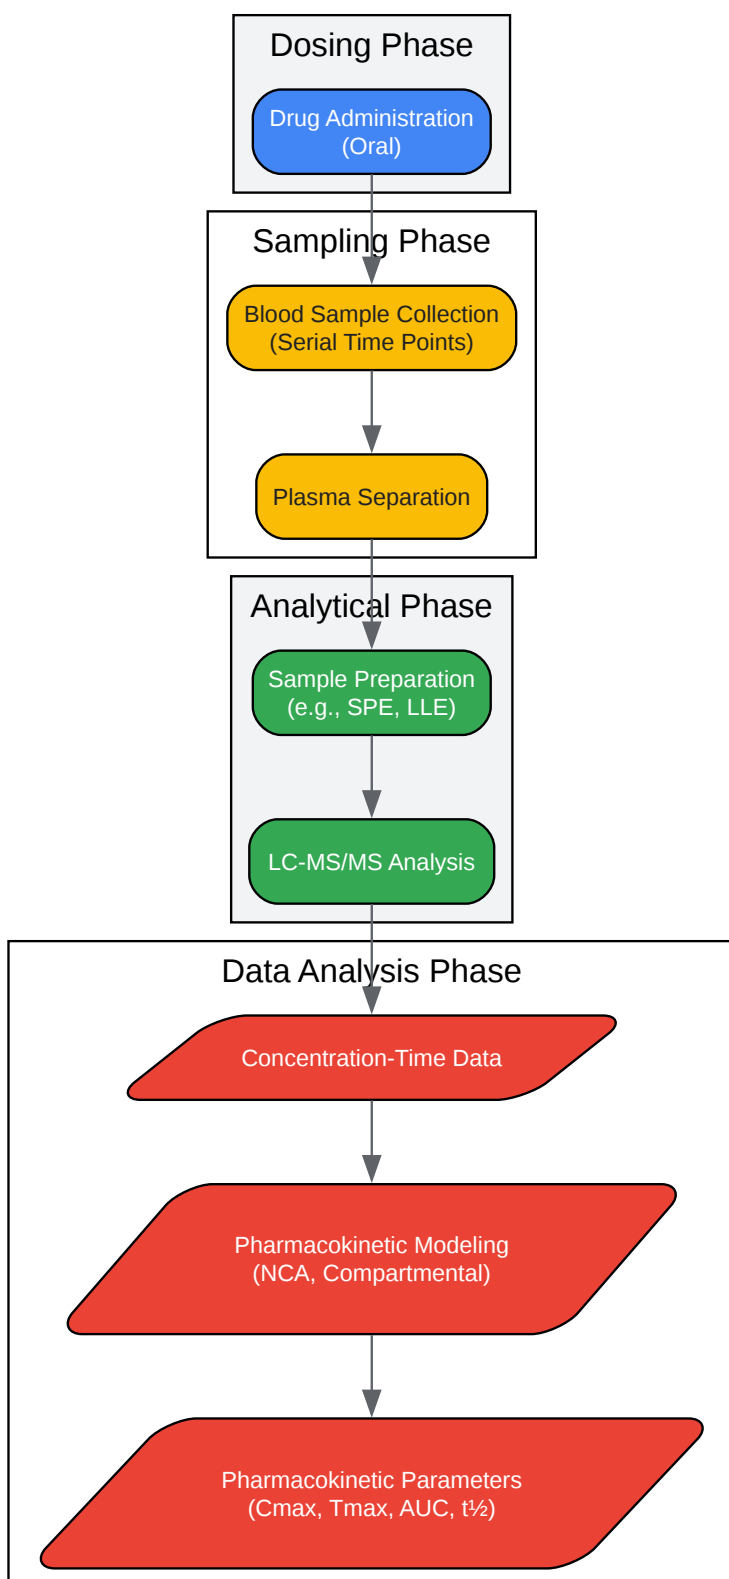 Dosing Phase
Drug Administration
(Oral)
Sampling Phase
Blood Sample Collection
(Serial Time Points)
Plasma Separation
Analytical Phase
Sample Preparation
(e.g., SPE, LLE)
LC-MS/MS Analysis
Data Analysis Phase
Concentration-Time Data
Pharmacokinetic Modeling
(NCA, Compartmental)
Pharmacokinetic Parameters
(Cmax, Tmax, AUC, t½)